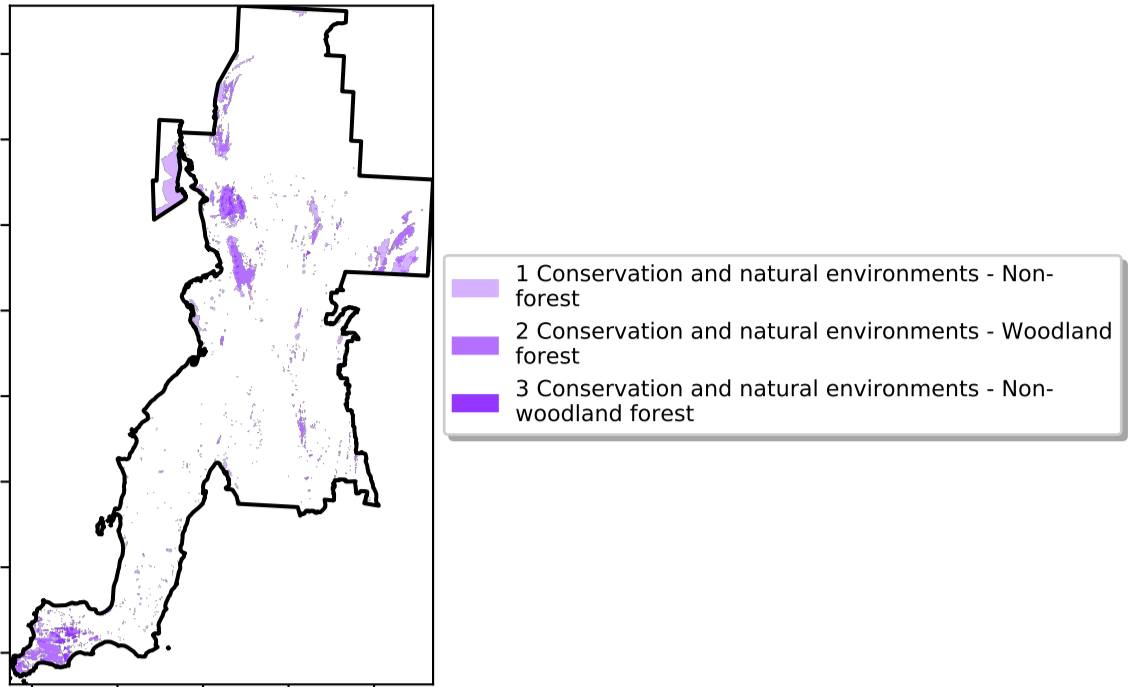 1 Conservation and natural environments - Non-
forest
2 Conservation and natural environments - Woodland
forest
3 Conservation and natural environments - Non-
woodland forest